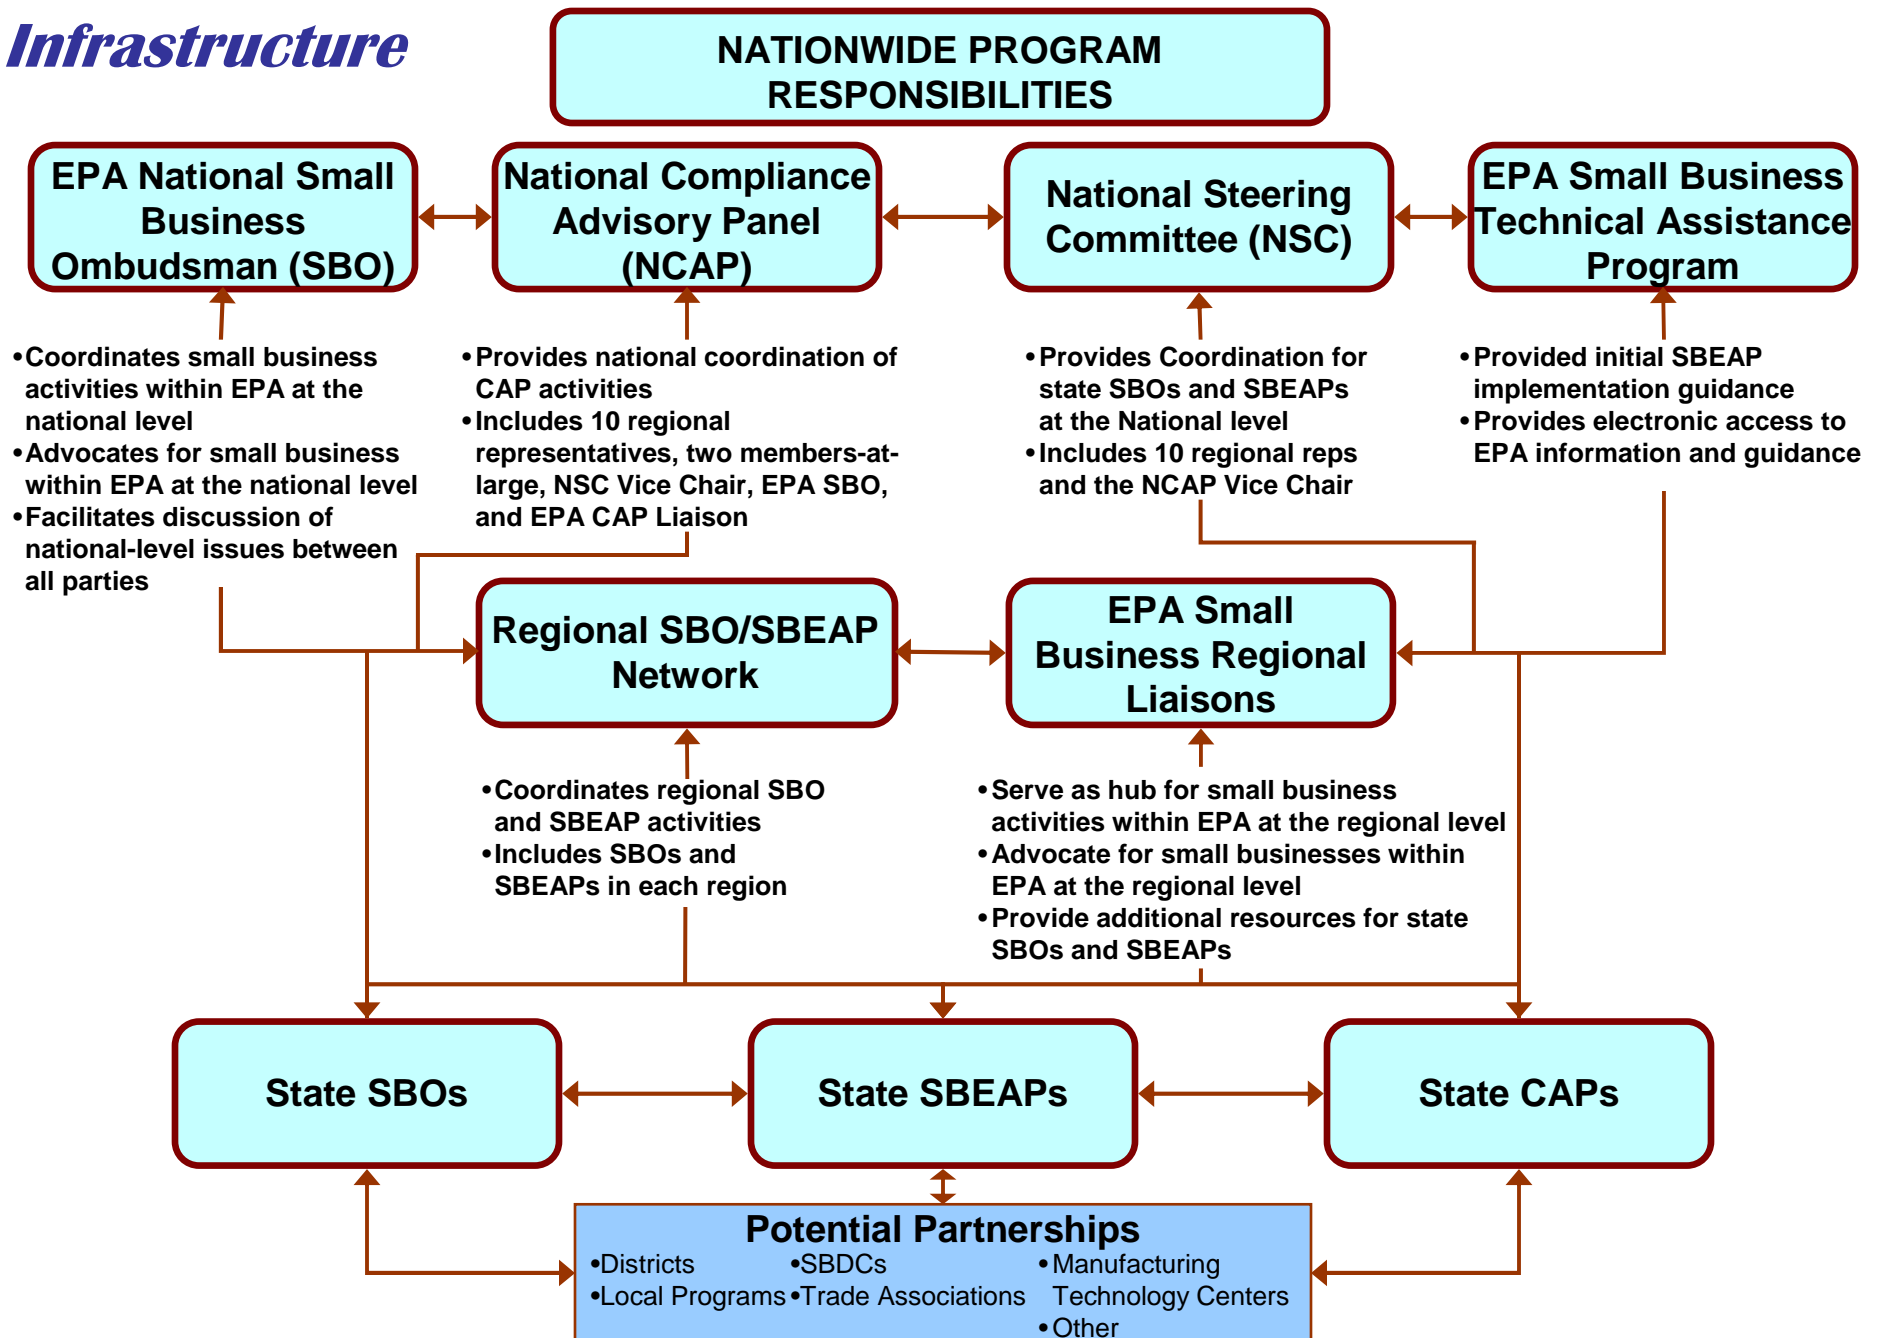 Infrastructure
NATIONWIDE PROGRAM
RESPONSIBILITIES
EPA National Small
Business
Ombudsman (SBO)
National Compliance
Advisory Panel
(NCAP)
National Steering
Committee (NSC)
EPA Small Business
Technical Assistance
Program
•Coordinates small business
activities within EPA at the
national level
•Advocates for small business
within EPA at the national level
•Facilitates discussion of
national-level issues between
all parties
•Provides national coordination of
CAP activities
•Includes 10 regional
representatives, two members-at-
large, NSC Vice Chair, EPA SBO,
and EPA CAP Liaison
•Provides Coordination for
state SBOs and SBEAPs
at the National level
•Includes 10 regional reps
and the NCAP Vice Chair
•Provided initial SBEAP
implementation guidance
•Provides electronic access to
EPA information and guidance
Regional SBO/SBEAP
Network
EPA Small
Business Regional
Liaisons
•Coordinates regional SBO
and SBEAP activities
•Includes SBOs and
SBEAPs in each region
•Serve as hub for small business
activities within EPA at the regional level
•Advocate for small businesses within
EPA at the regional level
•Provide additional resources for state
SBOs and SBEAPs
State SBOs
State SBEAPs
State CAPs
Potential Partnerships
•Districts
•Local Programs
•SBDCs
•Trade Associations
•Manufacturing
Technology Centers
•Other